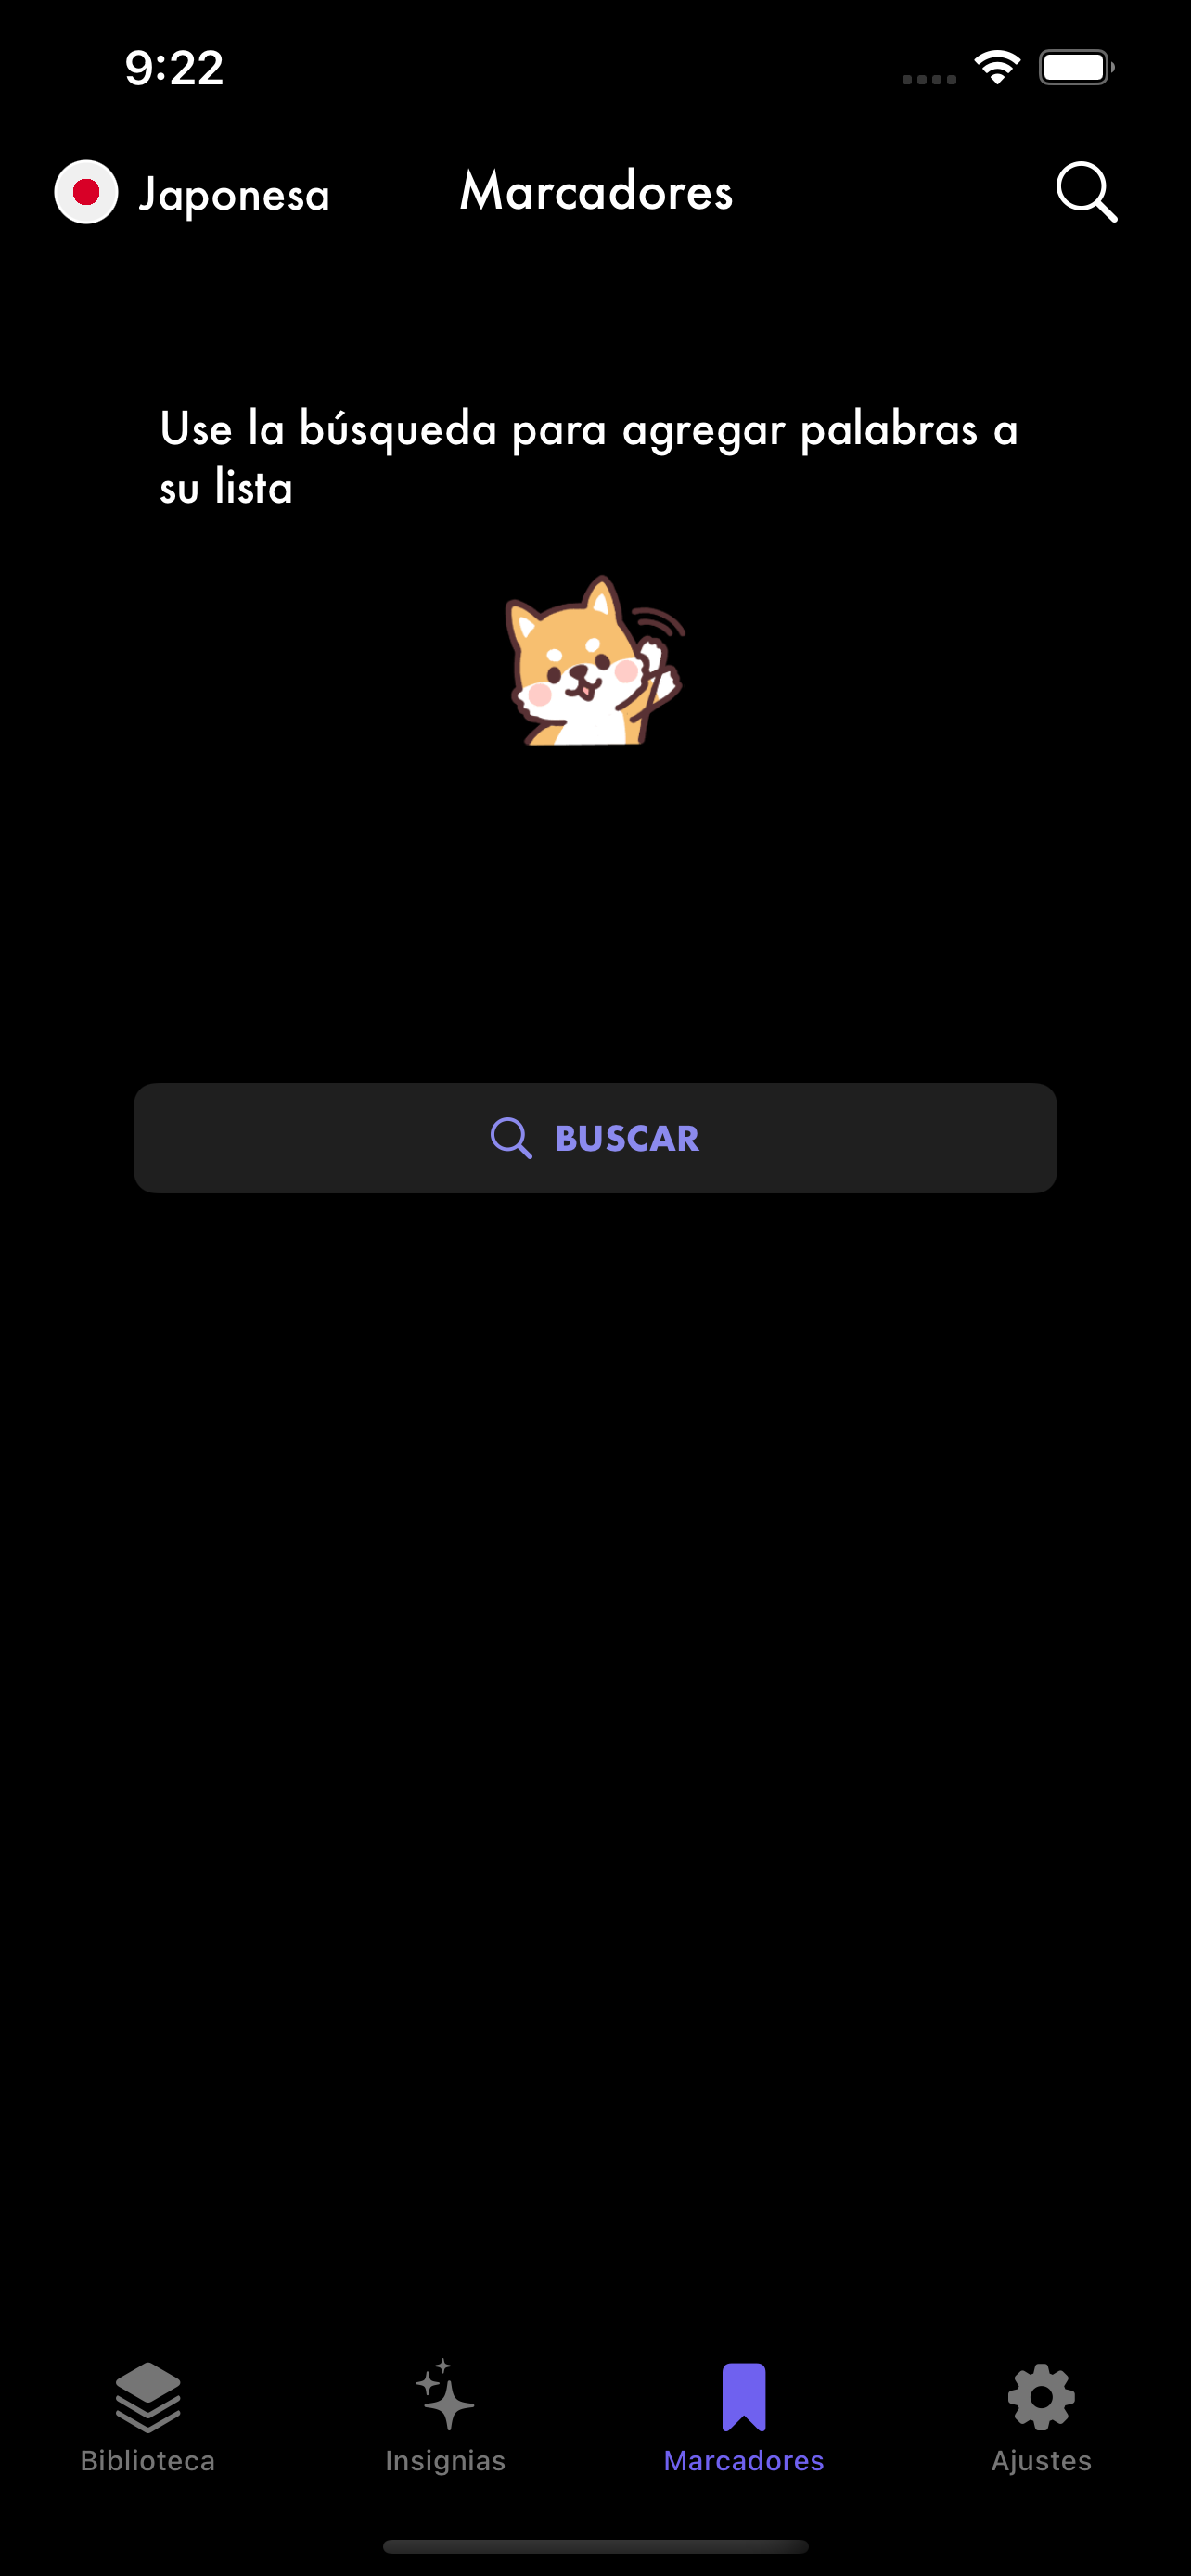 9:22
Japonesa
Marcadores
Use la búsqueda para agregar palabras a
su lista
BUSCAR
Biblioteca
Insignias
Marcadores
Ajustes